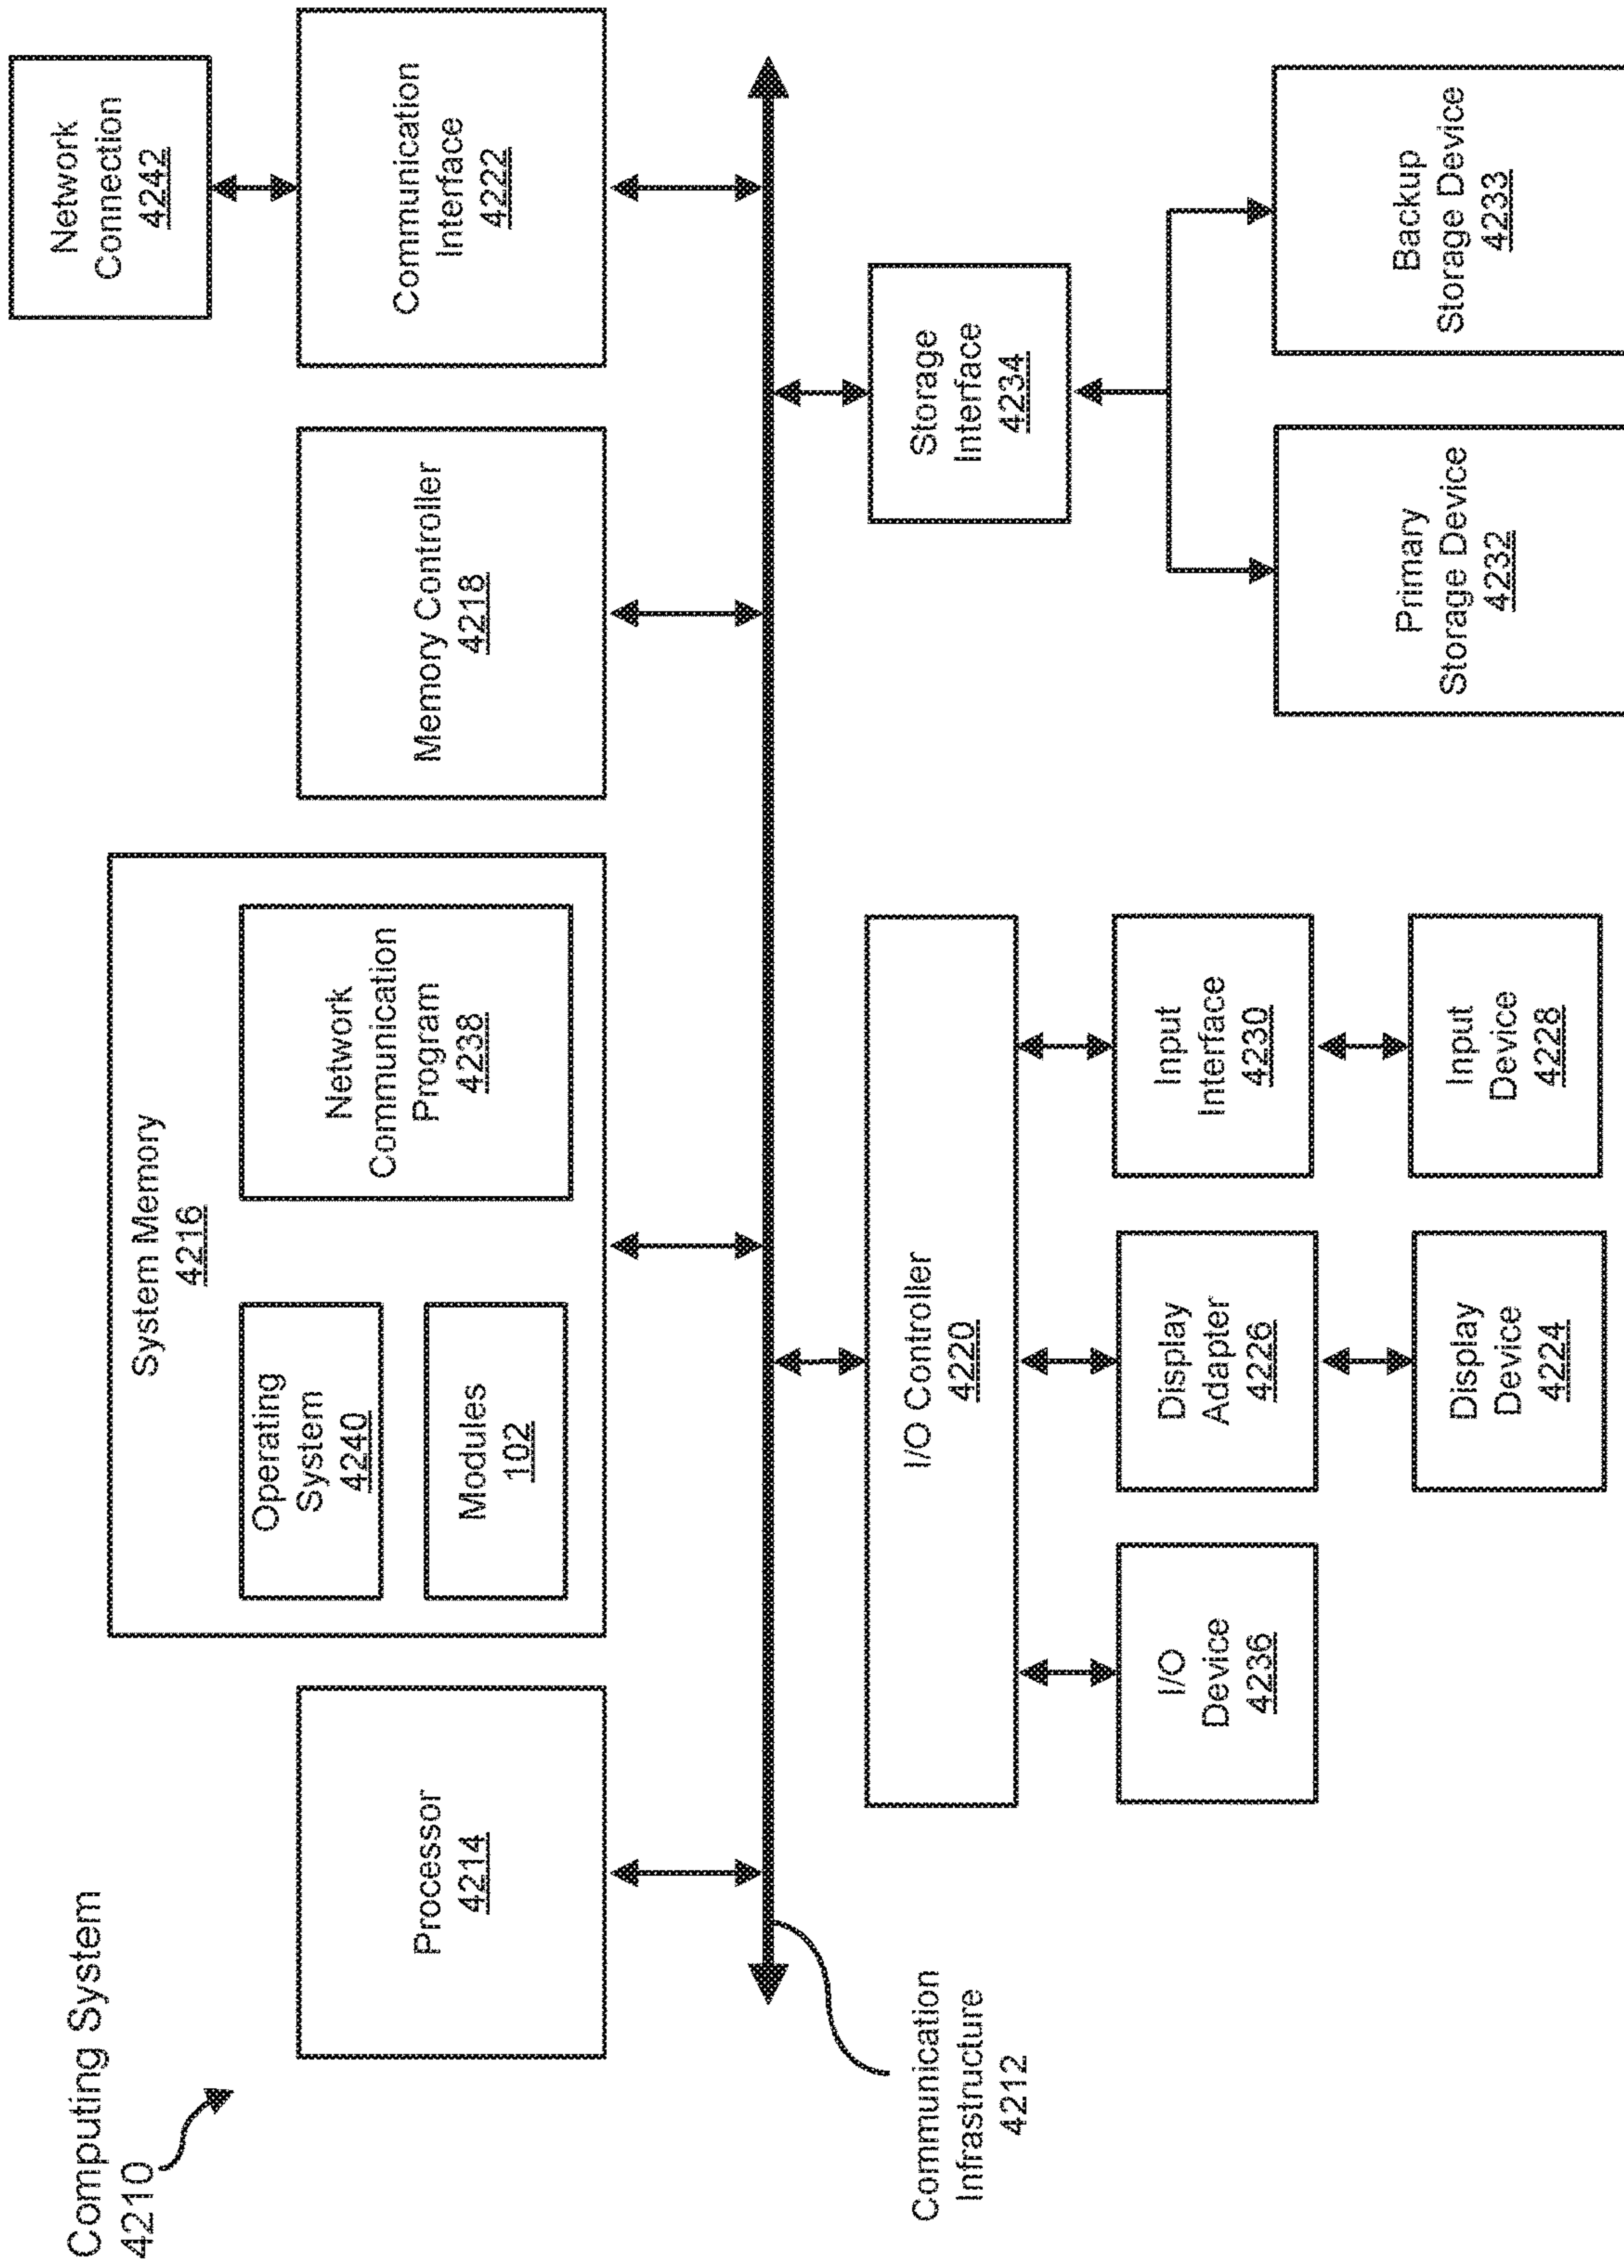 Computing System
4210
Processor
4214
System Memory
4216
Operating
System
4240
Modules
102
Network
Communication
Program
4238
Memory Controller
4218
Network
Connection
4242
Communication
Interface
4222
Communication
Infrastructure
4212
I/O Controller
4220
I/O
Device
4236
Display
Adapter
4226
Input
Interface
4230
Display
Device
4224
Input
Device
4228
Storage
Interface
4234
Primary
Storage Device
4232
Backup
Storage Device
4233